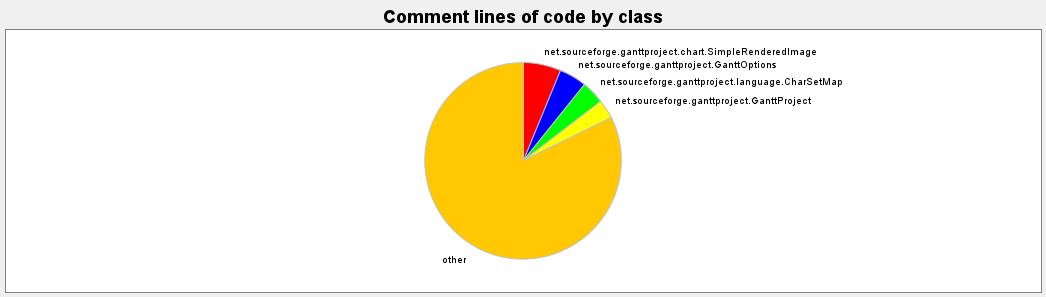 Comment lines of code by class
net.sourceforge.ganttproject.chart.SimpleRenderedImage
net.sourceforge.ganttproject.GanttOptions
net.sourceforge.ganttproject.language.CharSetMap
net.sourceforge.ganttproject.GanttProject
other